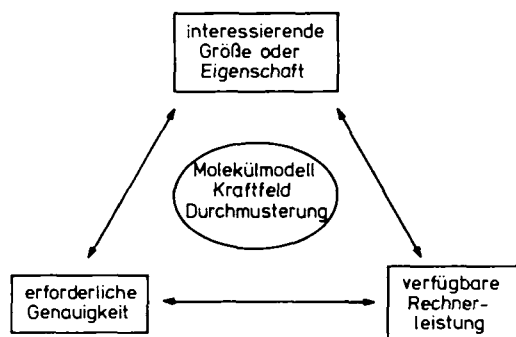 interessierende
Größe oder
Eigenschaft
Molekülmodell
Kraftfeld
Durchmusterung
erforderliche
Genauigkeit
verfügbare
Rechner-
leistung